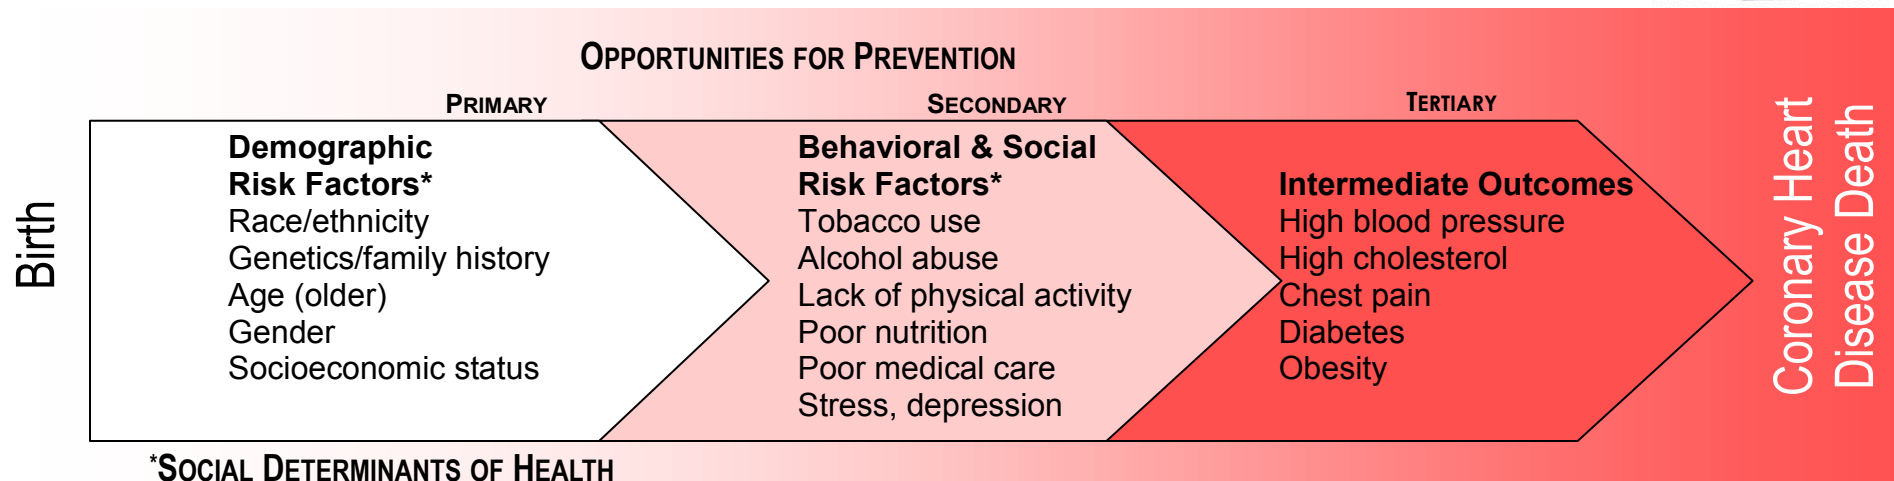 OPPORTUNITIES FOR PREVENTION
PRIMARY
SECONDARY
TERTIARY
Birth
Demographic
Risk Factors*
Race/ethnicity
Genetics/family history
Age (older)
Gender
Socioeconomic status
Behavioral & Social
Risk Factors*
Tobacco use
Alcohol abuse
Lack of physical activity
Poor nutrition
Poor medical care
Stress, depression
Intermediate Outcomes
High blood pressure
High cholesterol
Chest pain
Diabetes
Obesity
Coronary Heart
Disease Death
*SOCIAL DETERMINANTS OF HEALTH